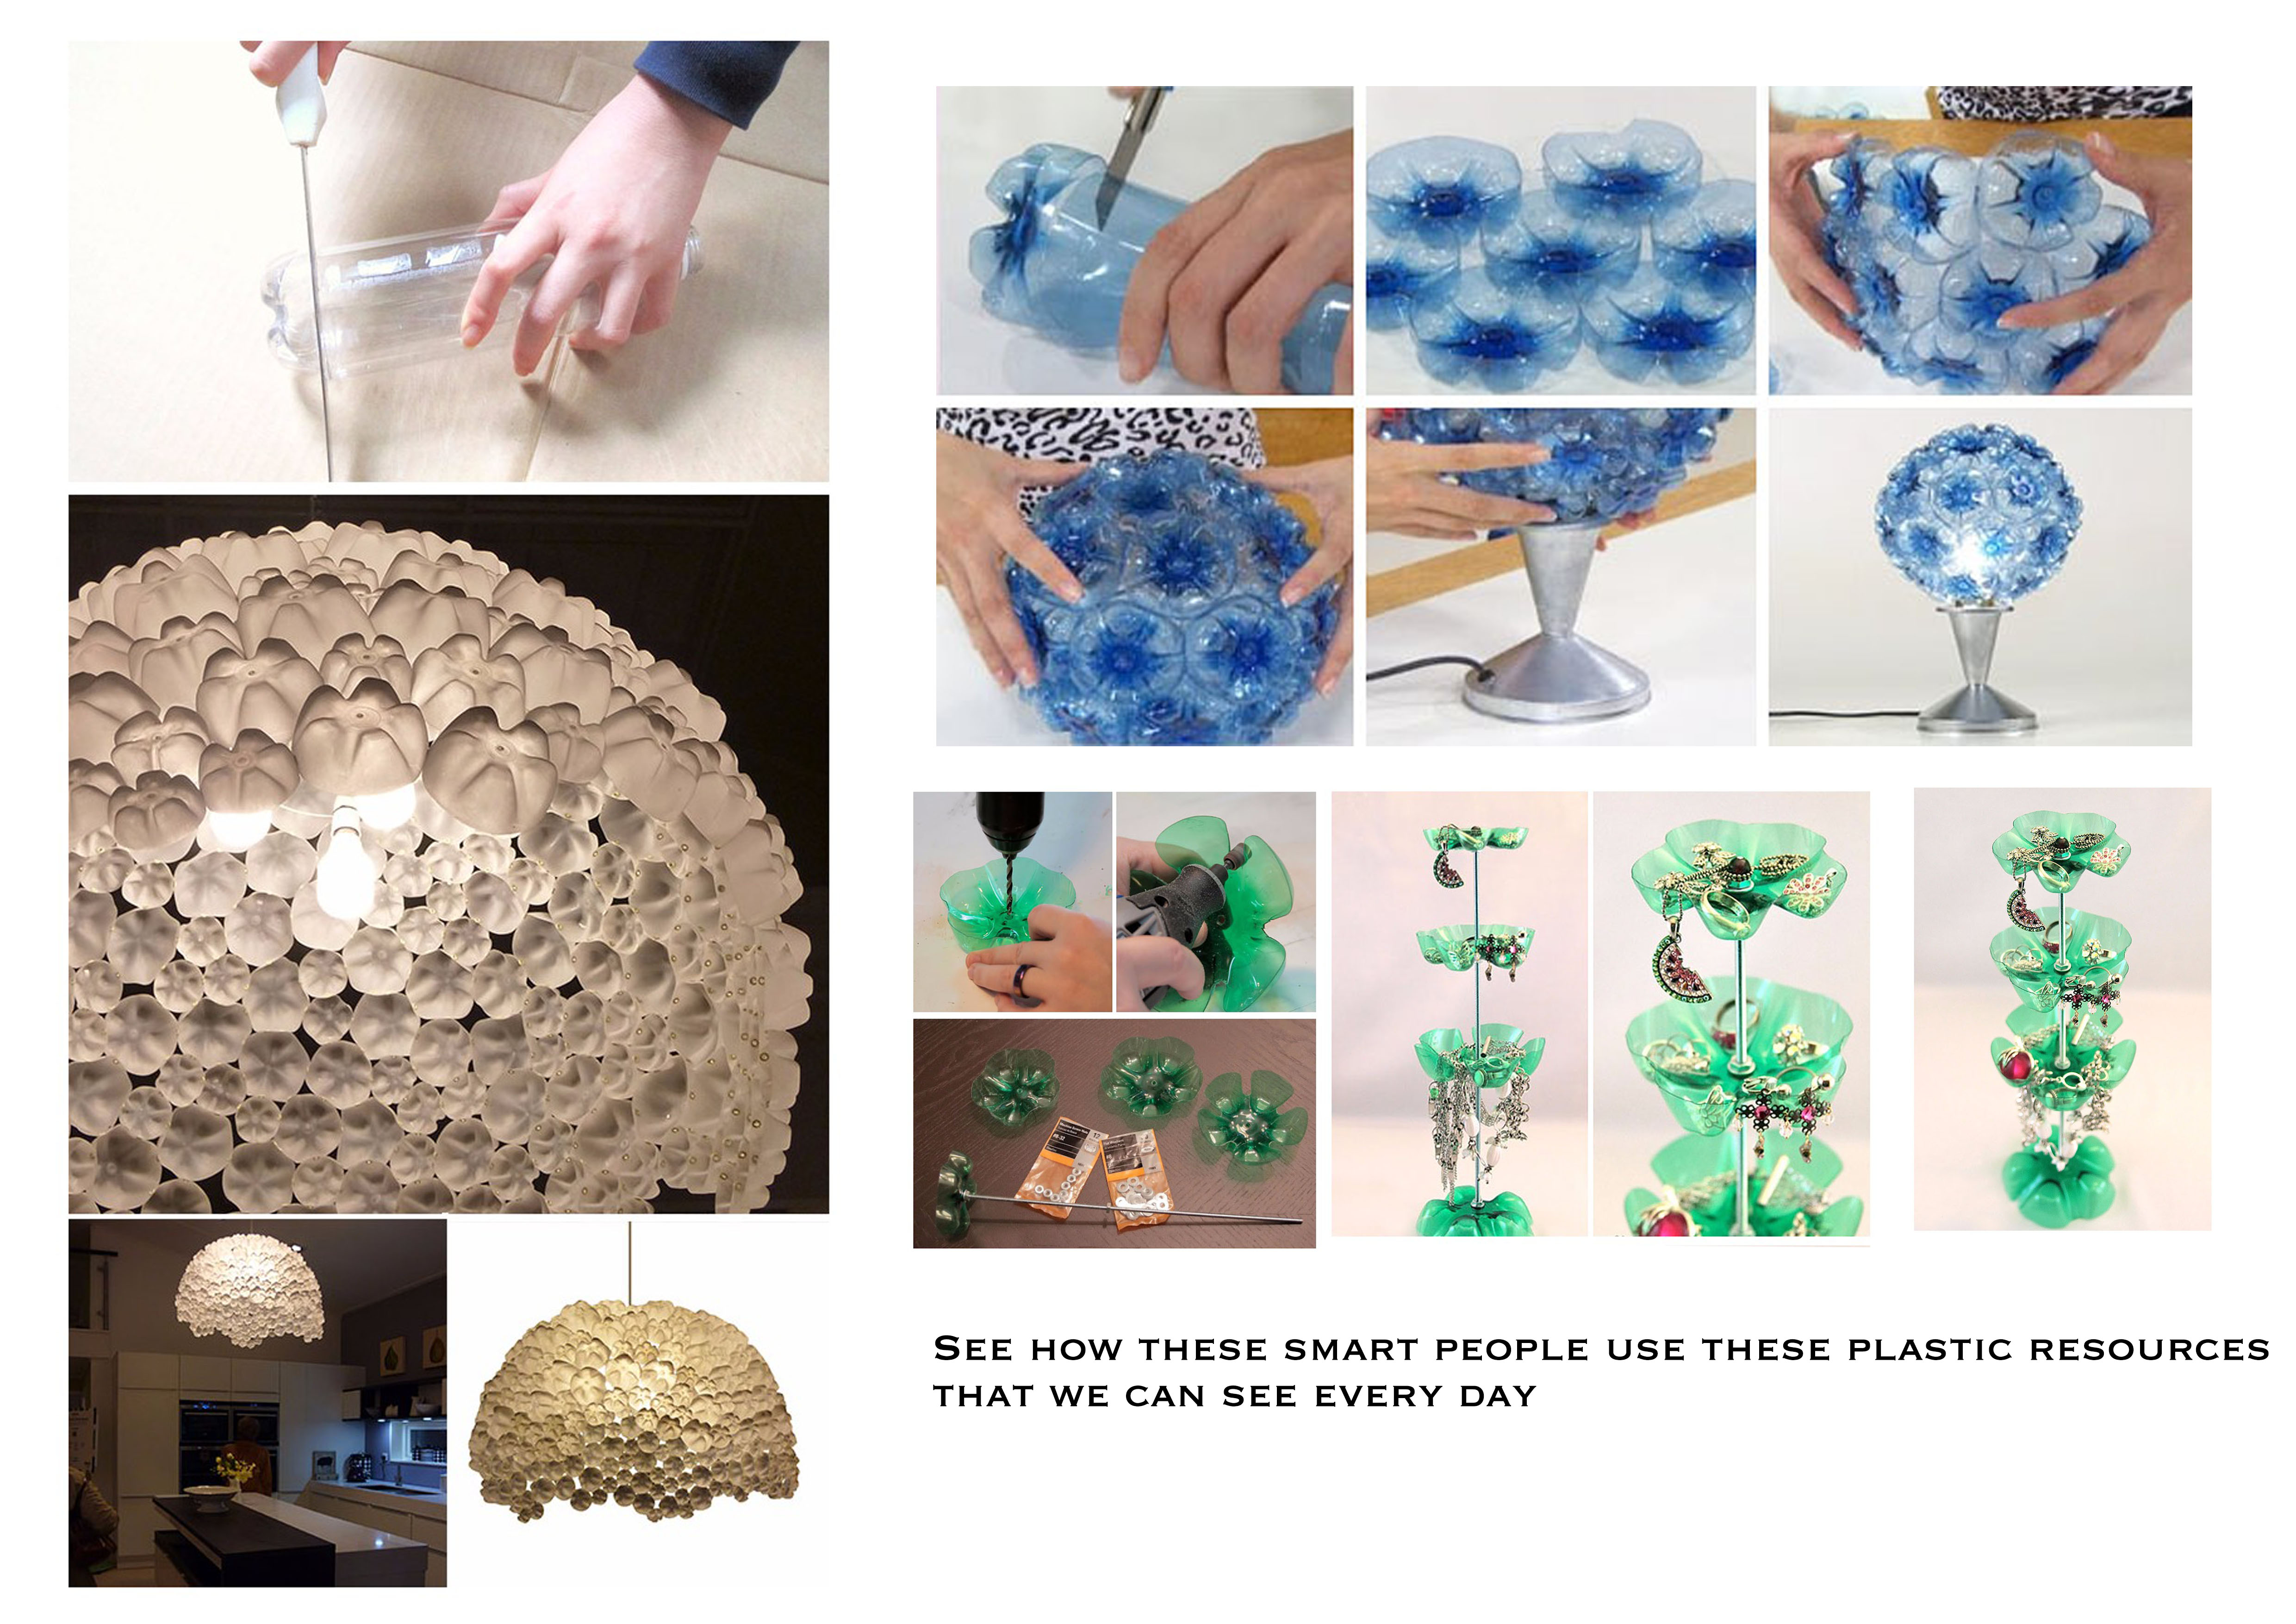 See how these smart people use these plastic resources
that we can see every day